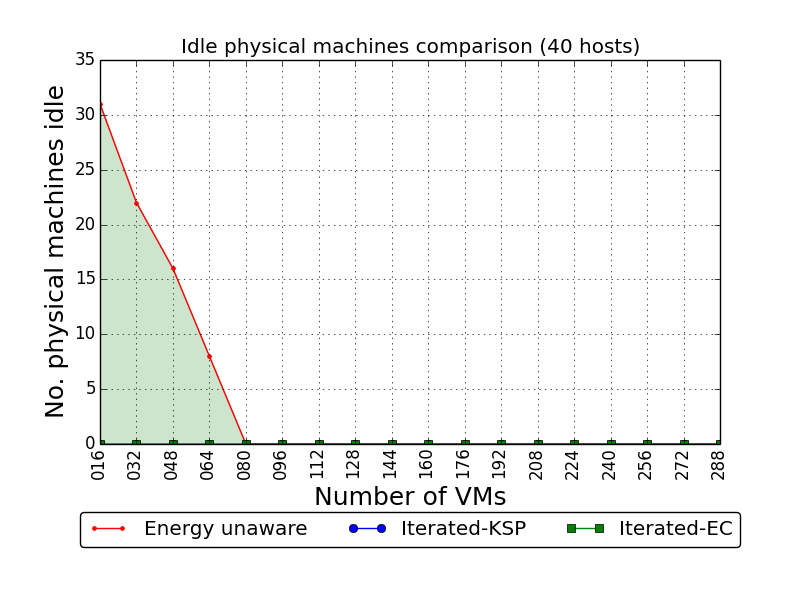 Idle physical machines comparison (40 hosts)
No. physical machines idle
35
30
25
20
15
10
5
0
016 032 048 064 080 096 112 128 144 160 176 192 208 224 240 256 272 288
Number of VMs
Energy unaware Iterated-KSP Iterated-EC